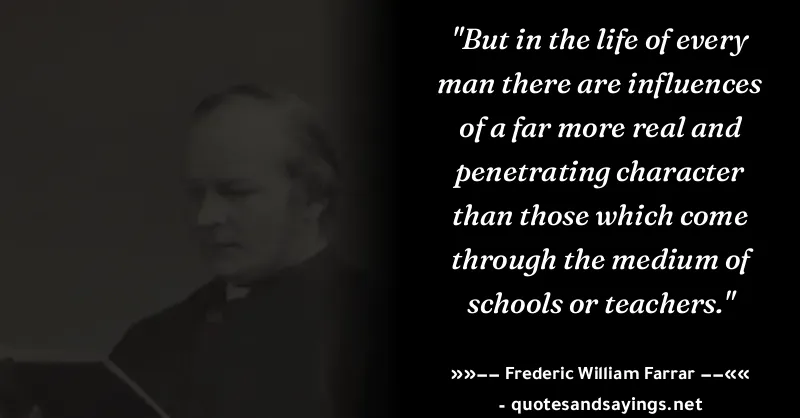 "But in the life of every
man there are influences
of a far more real and
penetrating character
than those which come
through the medium of
schools or teachers."
»»−− Frederic William Farrar −−««
- quotesandsayings.net